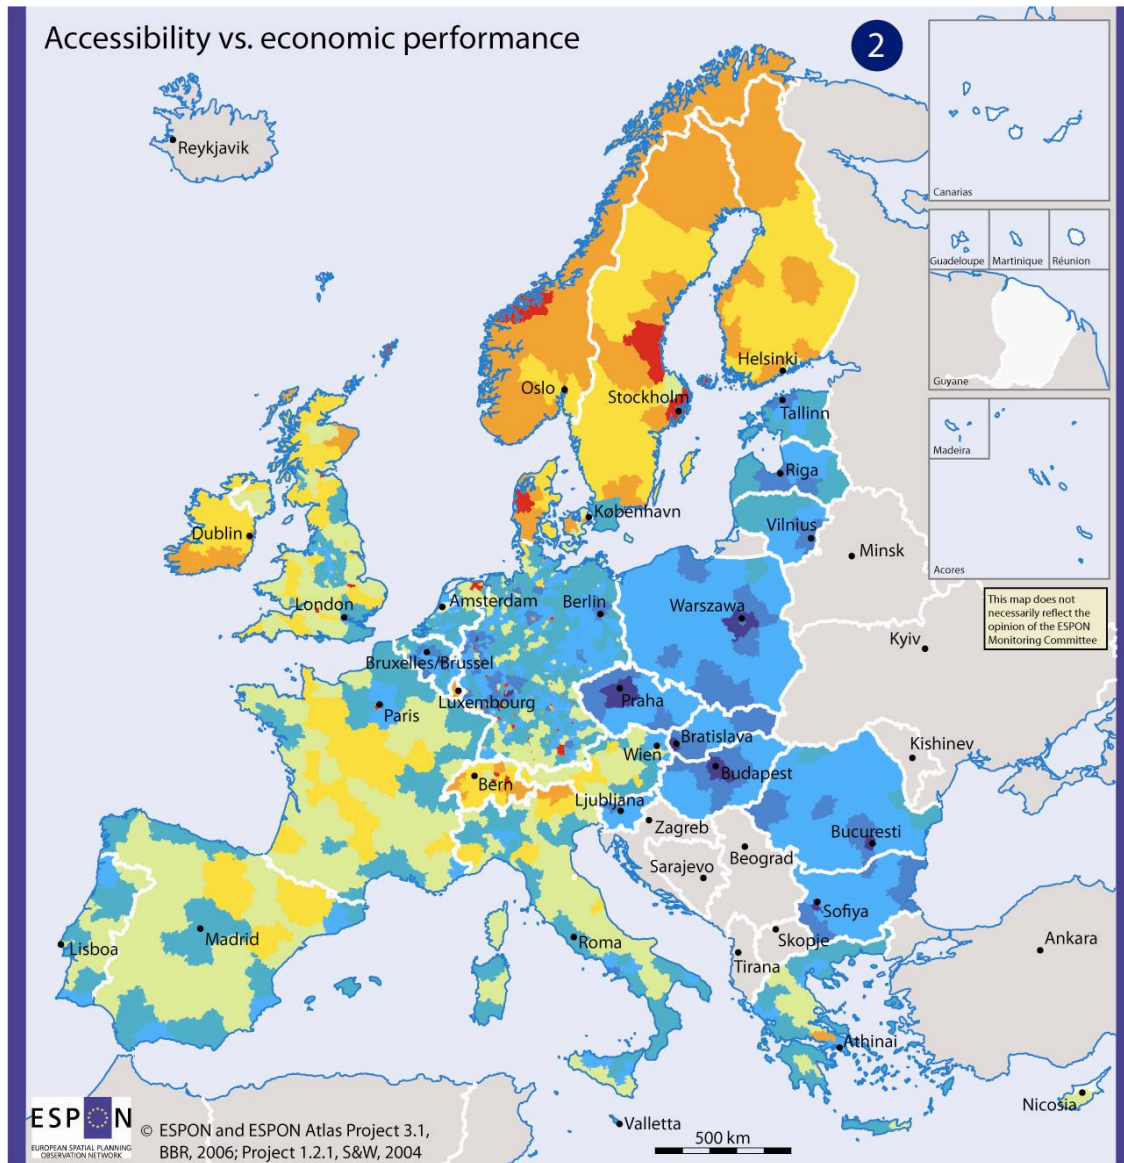 Accessibility vs. economic performance
2
Reykjavik
Canarias
Guadeloupe
Martinique
Réunion
Guyane
Madeira
Acores
Helsinki
Oslo
Stockholm
Tallinn
Riga
København
Vilnius
Dublin
Minsk
London
Amsterdam
Berlin
Warszawa
This map does not
necessarily reflect the
opinion of the ESPON
Monitoring Committee
Kyiv
Bruxelles/Brüssel
Luxembourg
Praha
Paris
Bratislava
Wien
Kishinev
Budapest
Bern
Ljubljana
Zagreb
Bucuresti
Beograd
Sarajevo
Sofiya
Lisboa
Madrid
Roma
Skopje
Ankara
Tirana
Athinai
Nicosia
Valletta
500 km
ESPON
EUROPEAN SPATIAL PLANNING
OBSERVATION NETWORK
© ESPON and ESPON Atlas Project 3.1,
BBR, 2006; Project 1.2.1, S&W, 2004